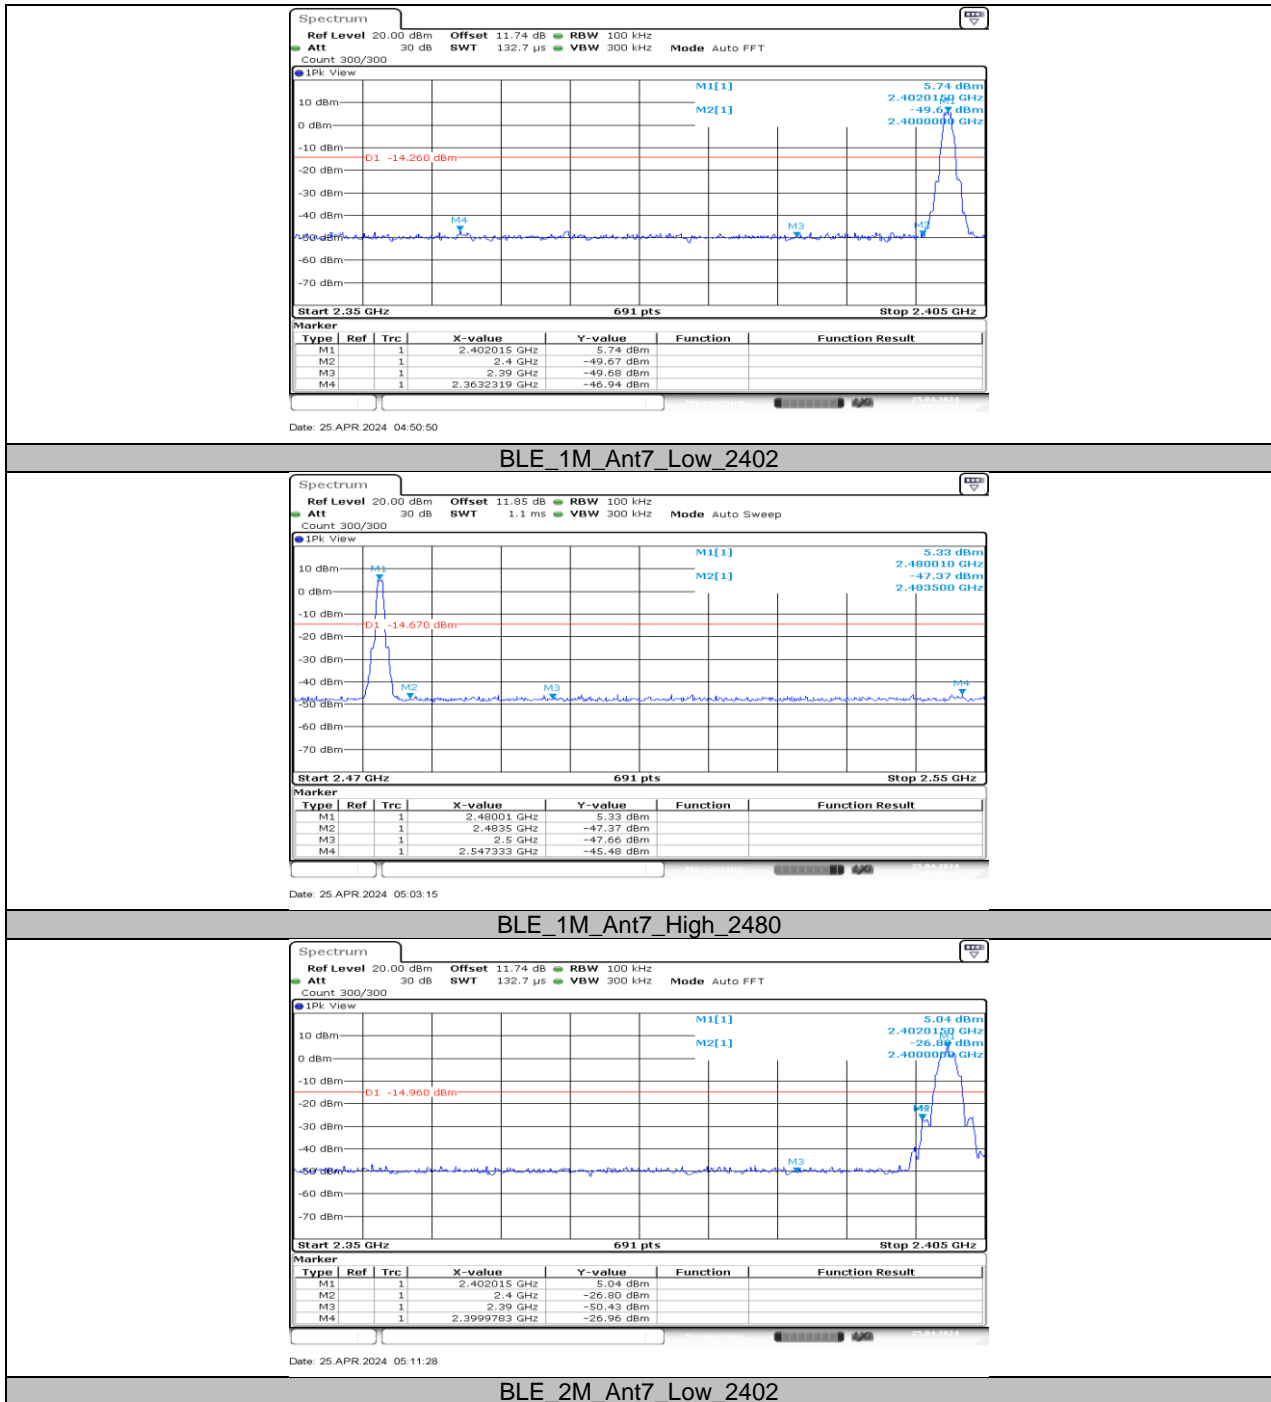 Spectrum
Ref Level 20.00 dBm Offset 11.74 dB RBW 100 kHz
Att 30 dB SWT 132.7 µs VBW 300 kHz Mode Auto FFT
Count 300/300
1Pk View
M1[1] 5.74 dBm
2.4020150 GHz
M2[1] -49.67 dBm
2.4000000 GHz
M1
10 dBm
0 dBm
-10 dBm
D1 -14.260 dBm
-20 dBm
-30 dBm
-40 dBm
M4 M3 M2
-50 dBm
-60 dBm
-70 dBm
Start 2.35 GHz 691 pts Stop 2.405 GHz
Marker
Type Ref Trc X-value Y-value Function Function Result
M1 1 2.402015 GHz 5.74 dBm
M2 1 2.4 GHz -49.67 dBm
M3 1 2.39 GHz -49.68 dBm
M4 1 2.3632319 GHz -46.94 dBm
Date: 25.APR.2024 04:50:50
BLE_1M_Ant7_Low_2402
Spectrum
Ref Level 20.00 dBm Offset 11.85 dB RBW 100 kHz
Att 30 dB SWT 1.1 ms VBW 300 kHz Mode Auto Sweep
Count 300/300
1Pk View
M1[1] 5.33 dBm
2.480010 GHz
M2[1] -47.37 dBm
2.483500 GHz
10 dBm M1
0 dBm
-10 dBm
D1 -14.670 dBm
-20 dBm
-30 dBm
-40 dBm
M2 M3 M4
-50 dBm
-60 dBm
-70 dBm
Start 2.47 GHz 691 pts Stop 2.55 GHz
Marker
Type Ref Trc X-value Y-value Function Function Result
M1 1 2.48001 GHz 5.33 dBm
M2 1 2.4835 GHz -47.37 dBm
M3 1 2.5 GHz -47.66 dBm
M4 1 2.547333 GHz -45.48 dBm
Date: 25.APR.2024 05:03:15
BLE_1M_Ant7_High_2480
Spectrum
Ref Level 20.00 dBm Offset 11.74 dB RBW 100 kHz
Att 30 dB SWT 132.7 µs VBW 300 kHz Mode Auto FFT
Count 300/300
1Pk View
M1[1] 5.04 dBm
2.4020150 GHz
M2[1] -26.80 dBm
2.4000000 GHz
M1
10 dBm
0 dBm
-10 dBm
D1 -14.960 dBm
-20 dBm
-30 dBm
-40 dBm
M3
-50 dBm
-60 dBm
-70 dBm
Start 2.35 GHz 691 pts Stop 2.405 GHz
Marker
Type Ref Trc X-value Y-value Function Function Result
M1 1 2.402015 GHz 5.04 dBm
M2 1 2.4 GHz -26.80 dBm
M3 1 2.39 GHz -50.43 dBm
M4 1 2.3999783 GHz -26.96 dBm
Date: 25.APR.2024 05:11:28
BLE_2M_Ant7_Low_2402